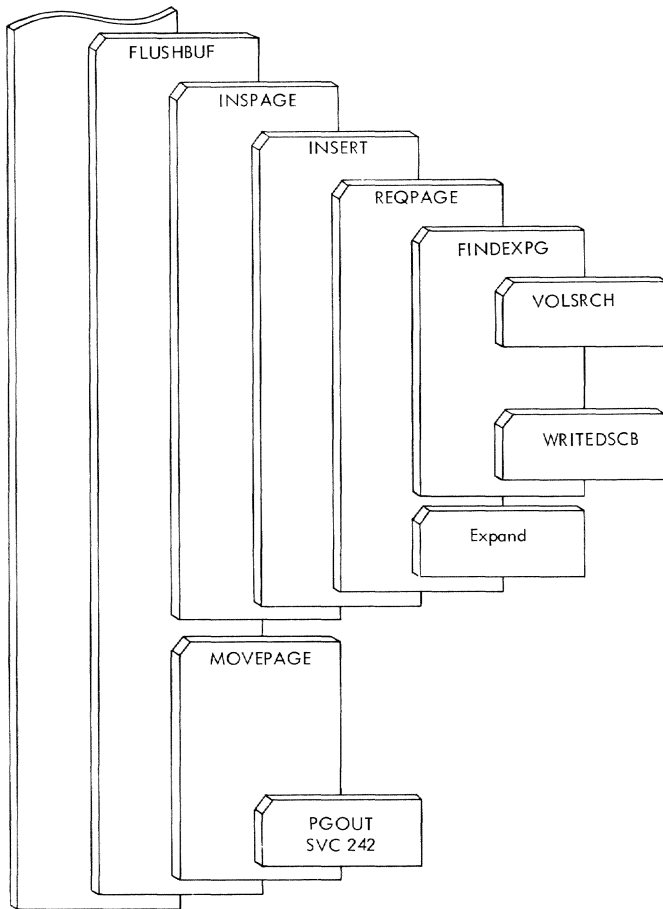 FLUSHBUF
INSPAGE
INSERT
REQPAGE
FINDEXPG
VOLSRCH
WRITEDSCB
Expand
MOVEPAGE
PGOUT
SVC 242